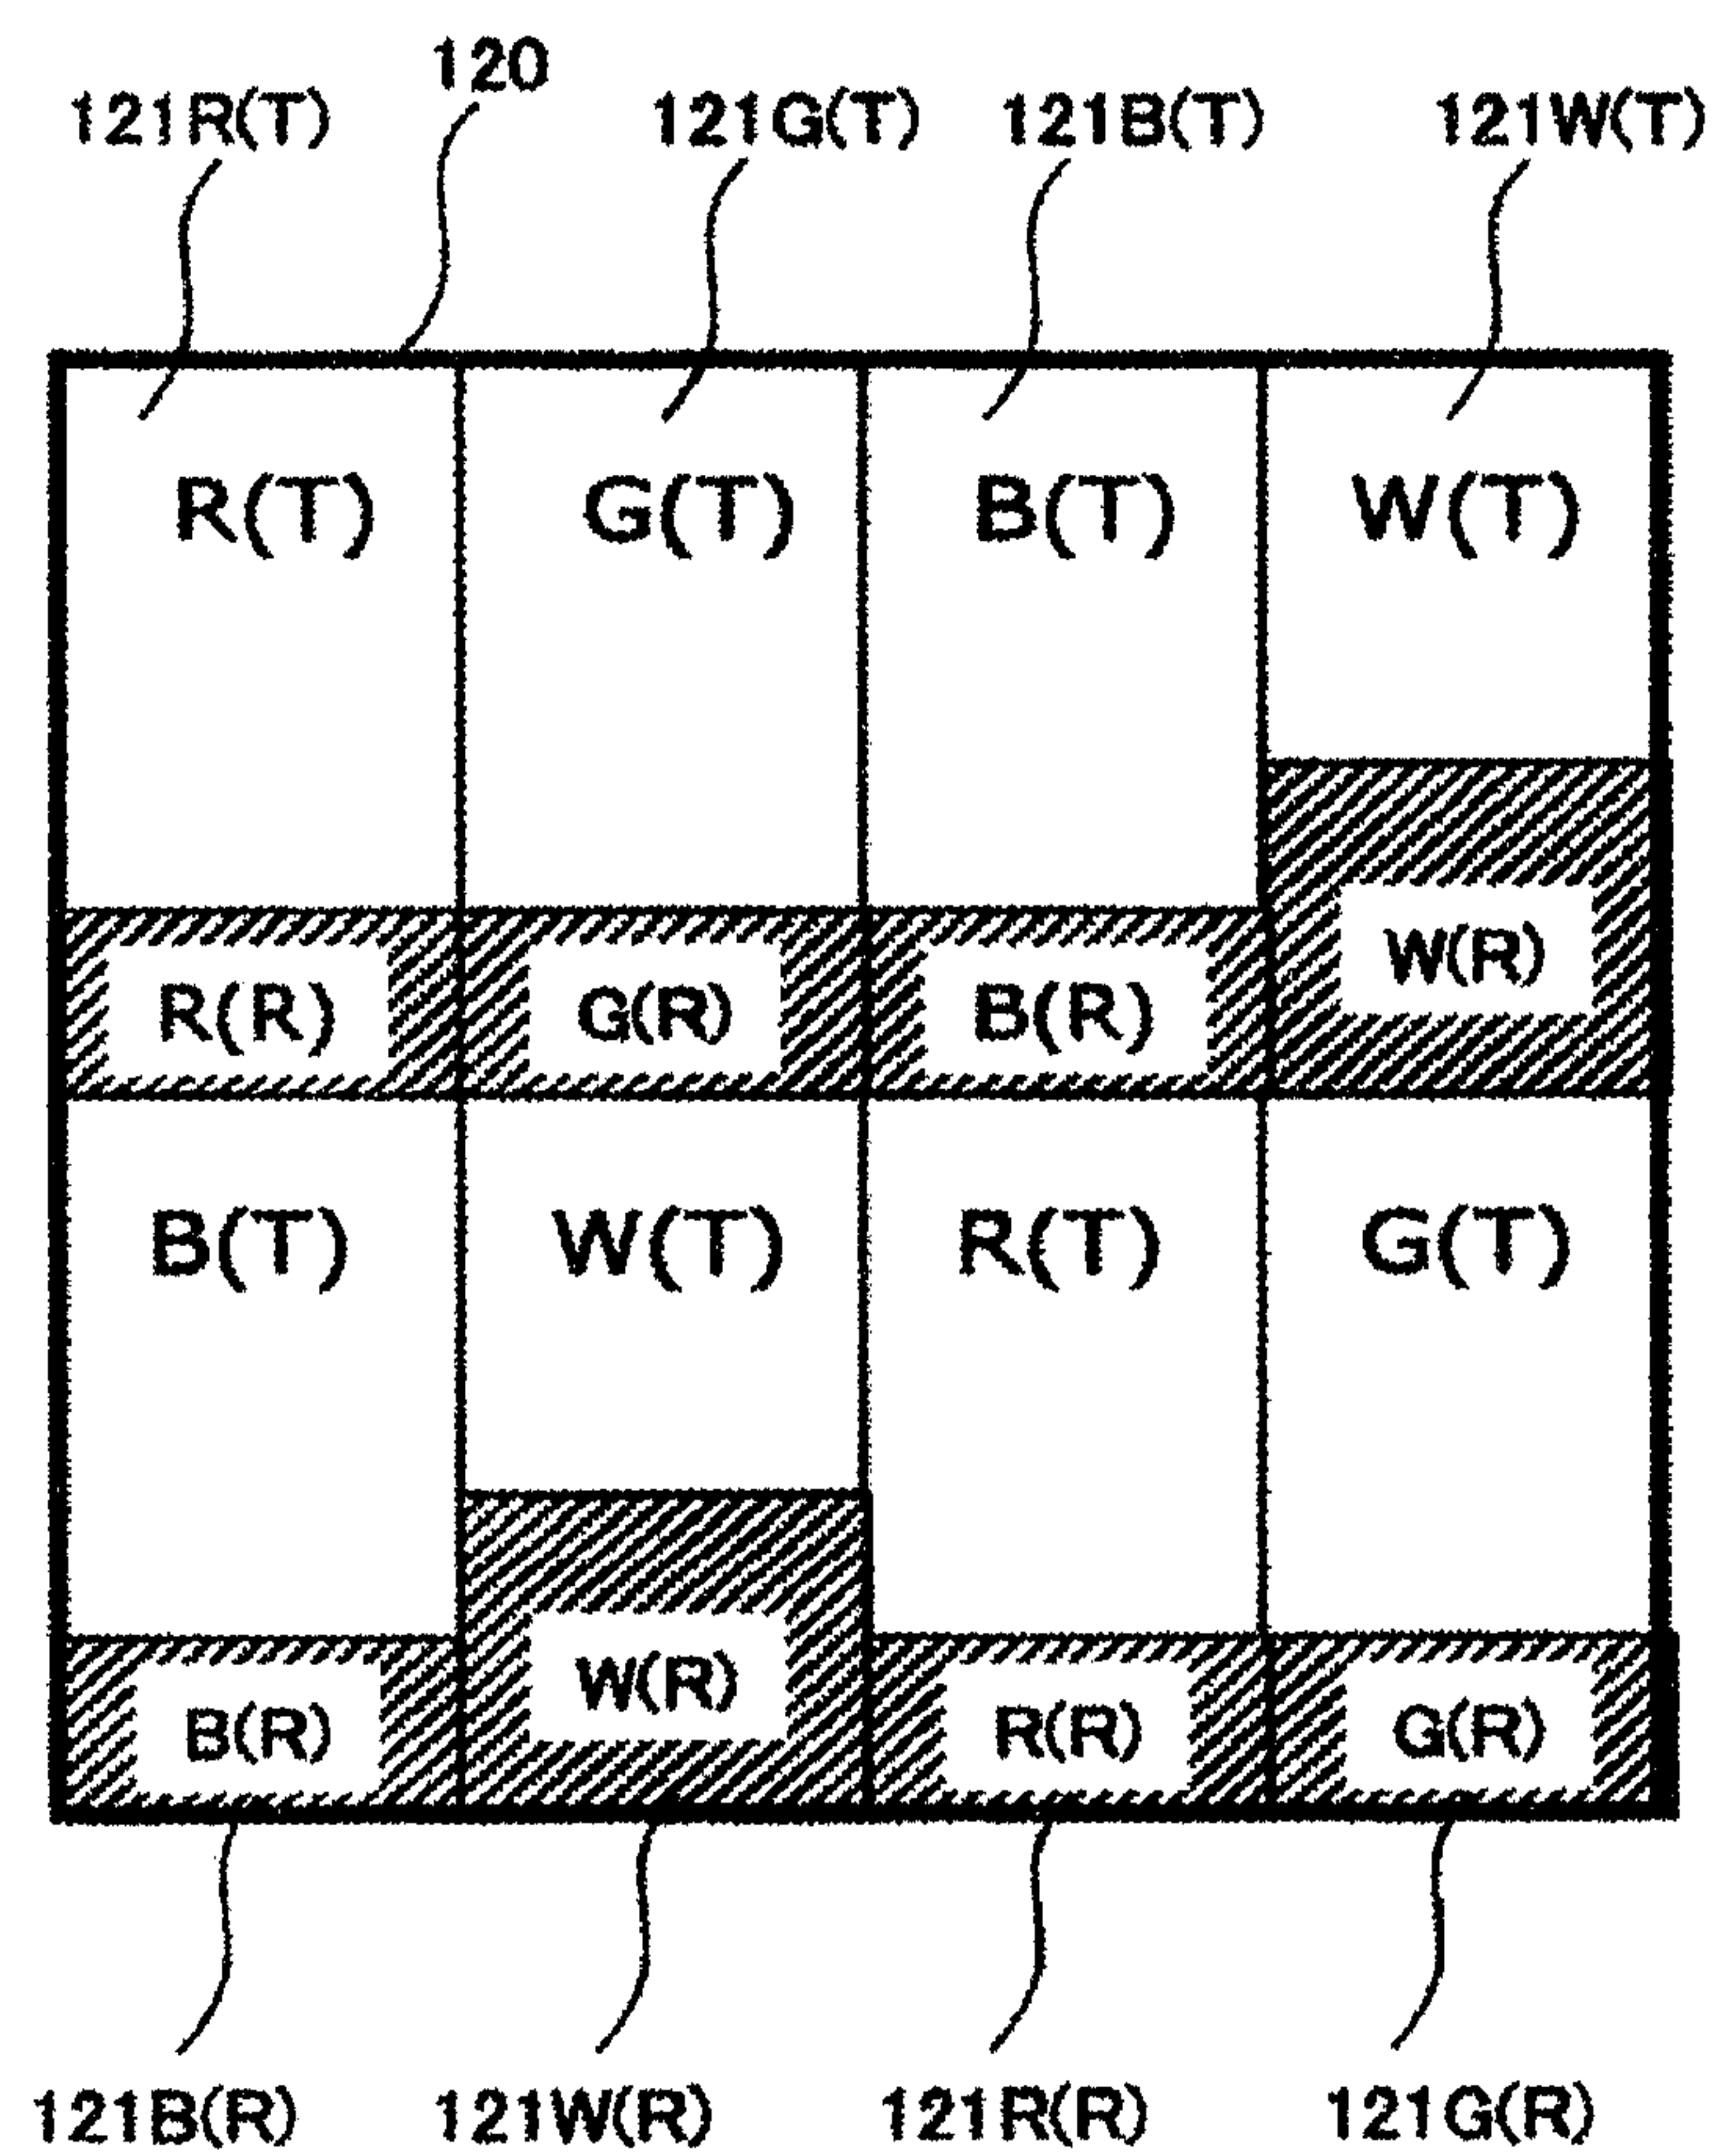 120
121R(T) 121G(T) 121B(T) 121W(T)
R(T) G(T) B(T) W(T)
W(R)
R(R) G(R) B(R)
B(T) W(T) R(T) G(T)
W(R)
B(R) R(R) G(R)
121B(R) 121W(R) 121R(R) 121G(R)